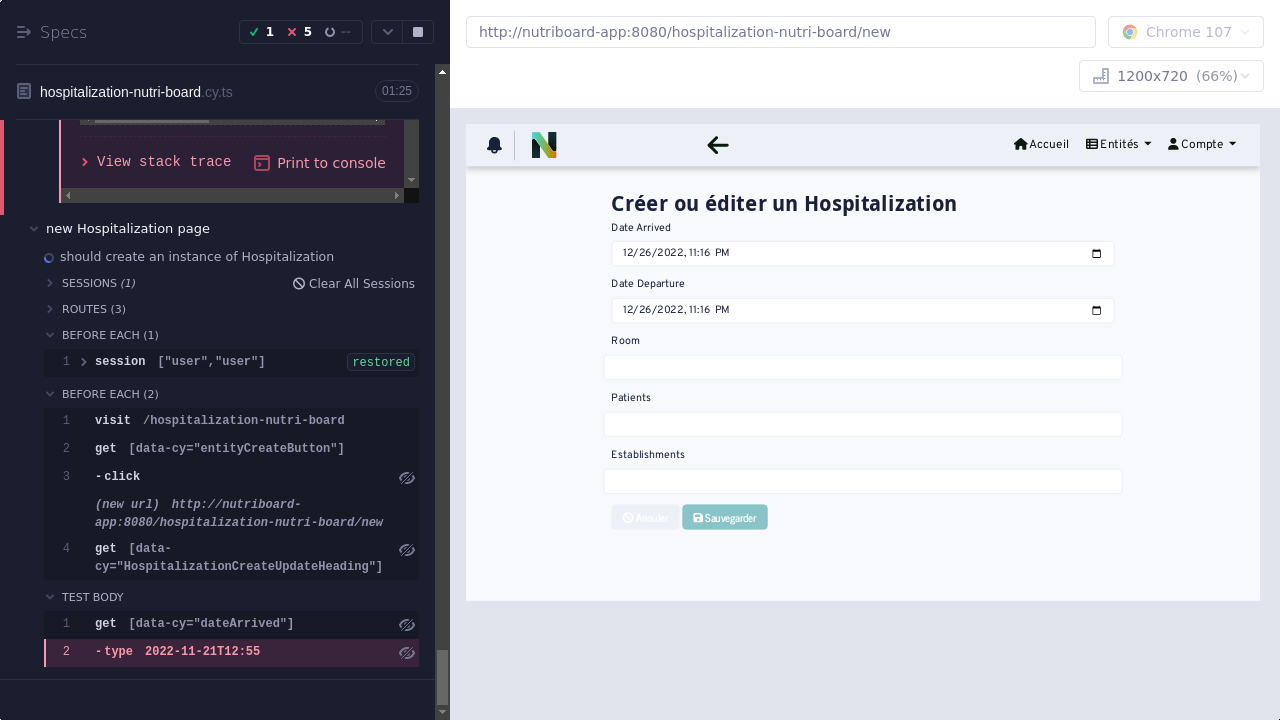 Specs
1
5
--
hospitalization-nutri-board.cy.ts
01:25
View stack trace
Print to console
new Hospitalization page
should create an instance of Hospitalization
SESSIONS (1)
Clear All Sessions
ROUTES (3)
BEFORE EACH (1)
1 session ["user","user"] restored
BEFORE EACH (2)
1 visit /hospitalization-nutri-board
2 get [data-cy="entityCreateButton"]
3 -click
(new url) http://nutriboard-
app:8080/hospitalization-nutri-board/new
4 get [data-
cy="HospitalizationCreateUpdateHeading"]
TEST BODY
1 get [data-cy="dateArrived"]
2 -type 2022-11-21T12:55
http://nutriboard-app:8080/hospitalization-nutri-board/new
Chrome 107
1200x720 (66%)
N
Accueil
Entités
Compte
Créer ou éditer un Hospitalization
Date Arrived
12/26/2022, 11:16 PM
Date Departure
12/26/2022, 11:16 PM
Room
Patients
Establishments
Annuler
Sauvegarder